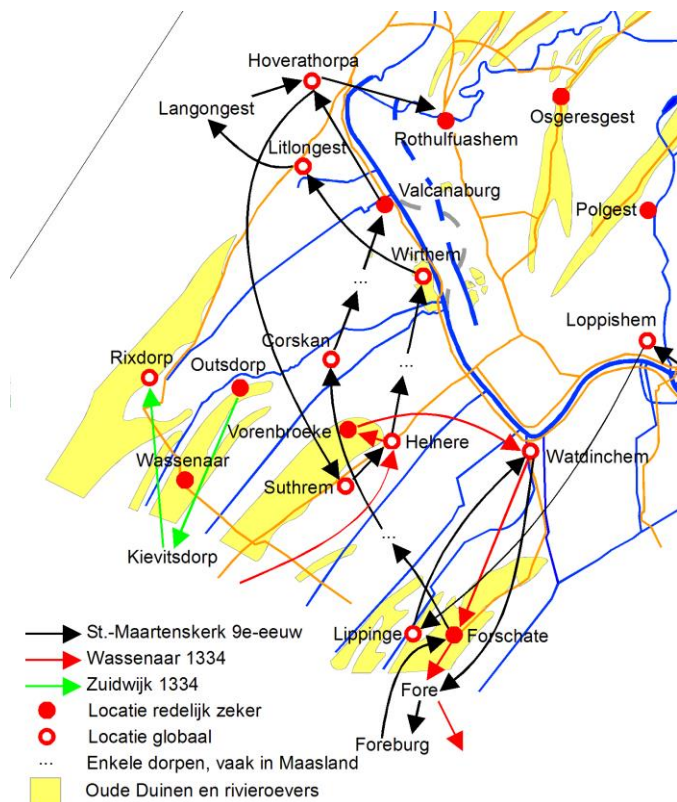 Hoverathorpa
Langongest
Osgeresgest
Rothulfuashem
Litlongest
Valcanaburg
Polgest
Wirthem
Loppishem
Corskan
Rixdorp
Outsdorp
...
...
Vorenbroeke
Helnere
Watdinchem
Wassenaar
Suthrem
...
Kievitsdorp
St.-Maartenskerk 9e-eeuw
Lippinge
Forschate
Wassenaar 1334
Zuidwijk 1334
Fore
Locatie redelijk zeker
Locatie globaal
Foreburg
... Enkele dorpen, vaak in Maasland
Oude Duinen en rivieroevers